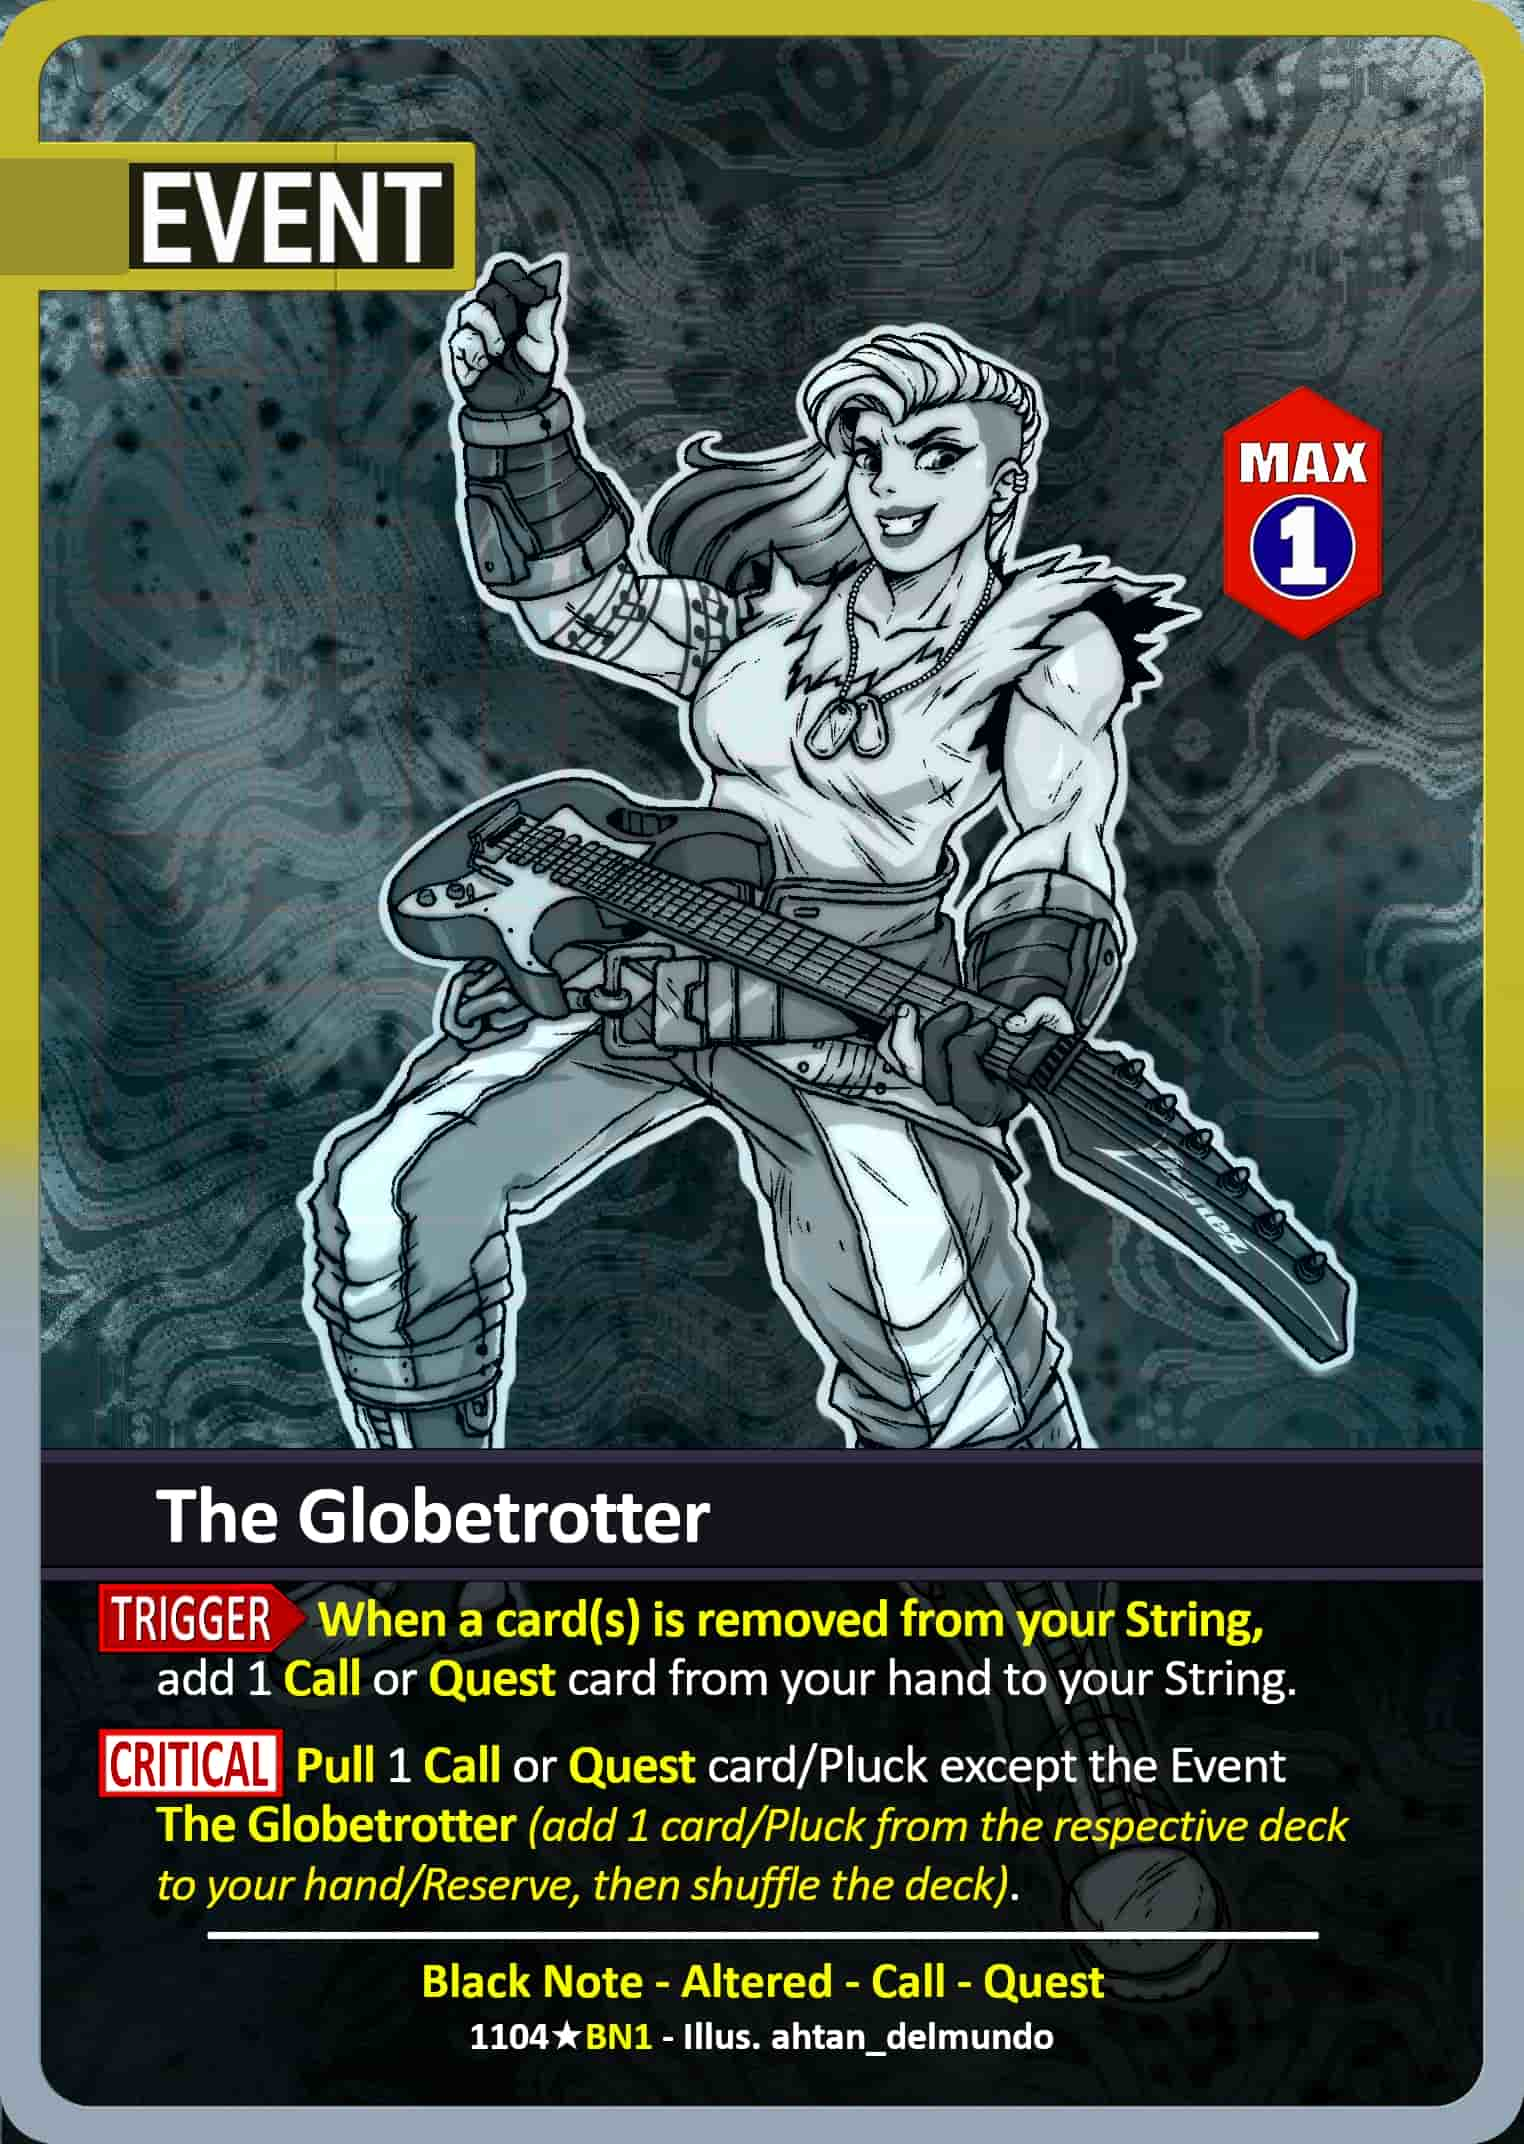 EVENT
MAX
1
Ibanez
The Globetrotter
TRIGGER When a card(s) is removed from your String,
add 1 Call or Quest card from your hand to your String.
CRITICAL Pull 1 Call or Quest card/Pluck except the Event
The Globetrotter (add 1 card/Pluck from the respective deck
to your hand/Reserve, then shuffle the deck).
Black Note - Altered - Call - Quest
1104★BN1 - Illus. ahtan_delmundo